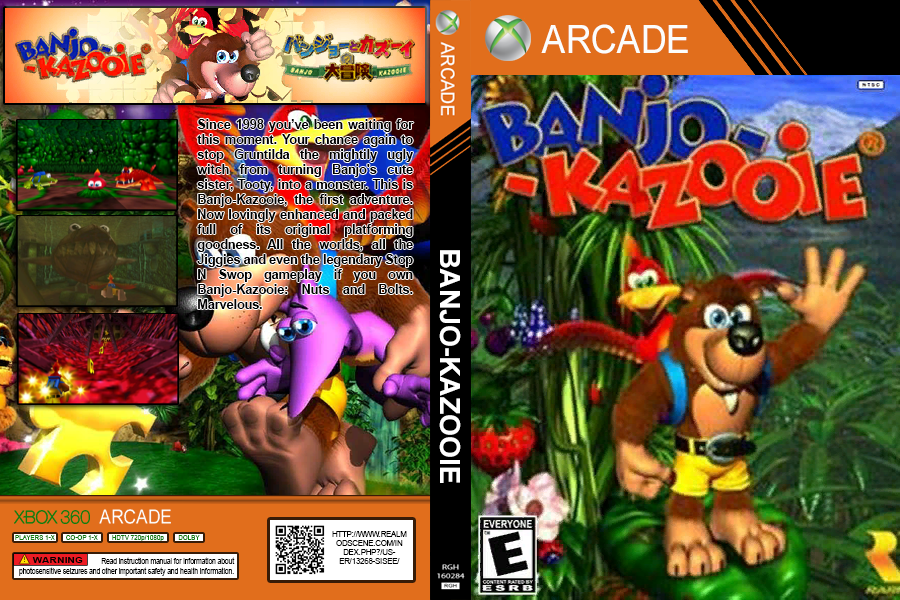 BANJO-
-KAZOOIE®
バンジョーとカズーイ
の
大冒険
BANJO KAZOOIE
Since 1998 you've been waiting for
this moment. Your chance again to
stop Gruntilda the mightily ugly
witch from turning Banjo's cute
sister, Tooty, into a monster. This is
Banjo-Kazooie, the first adventure.
Now lovingly enhanced and packed
full of its original platforming
goodness. All the worlds, all the
Jiggies and even the legendary Stop
N Swop gameplay if you own
Banjo-Kazooie: Nuts and Bolts.
Marvelous.
XBOX 360 ARCADE
PLAYERS 1-X CO-OP 1-X HDTV 720p/1080p DOLBY
WARNING Read instruction manual for information about
photosensitive seizures and other important safety and health information.
HTTP://WWW.REALM
ODSCENE.COM/IN
DEX.PHP?/US-
ER/13268-SISEE/
ARCADE
BANJO-KAZOOIE
RGH
160284
RGH
ARCADE
NTSC
BANJO-
-KAZOOIE®
EVERYONE
E
CONTENT RATED BY
ESRB
R
RARE